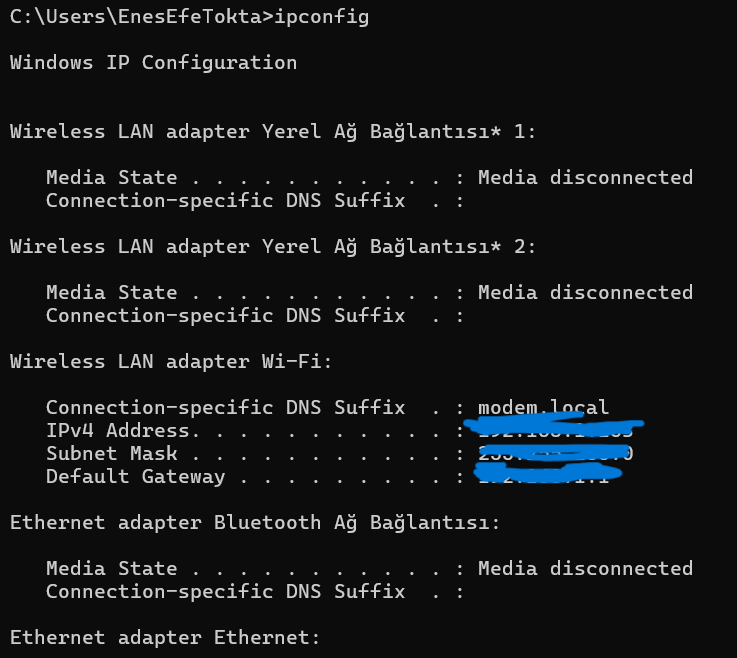 C:\Users\EnesEfeTokta>ipconfig
Windows IP Configuration
Wireless LAN adapter Yerel Ağ Bağlantısı* 1:
Media State . . . . . . . . . . . : Media disconnected
Connection-specific DNS Suffix  . :
Wireless LAN adapter Yerel Ağ Bağlantısı* 2:
Media State . . . . . . . . . . . : Media disconnected
Connection-specific DNS Suffix  . :
Wireless LAN adapter Wi-Fi:
Connection-specific DNS Suffix  . : modem.local
IPv4 Address. . . . . . . . . . . :
Subnet Mask . . . . . . . . . . . :
Default Gateway . . . . . . . . . :
Ethernet adapter Bluetooth Ağ Bağlantısı:
Media State . . . . . . . . . . . : Media disconnected
Connection-specific DNS Suffix  . :
Ethernet adapter Ethernet: